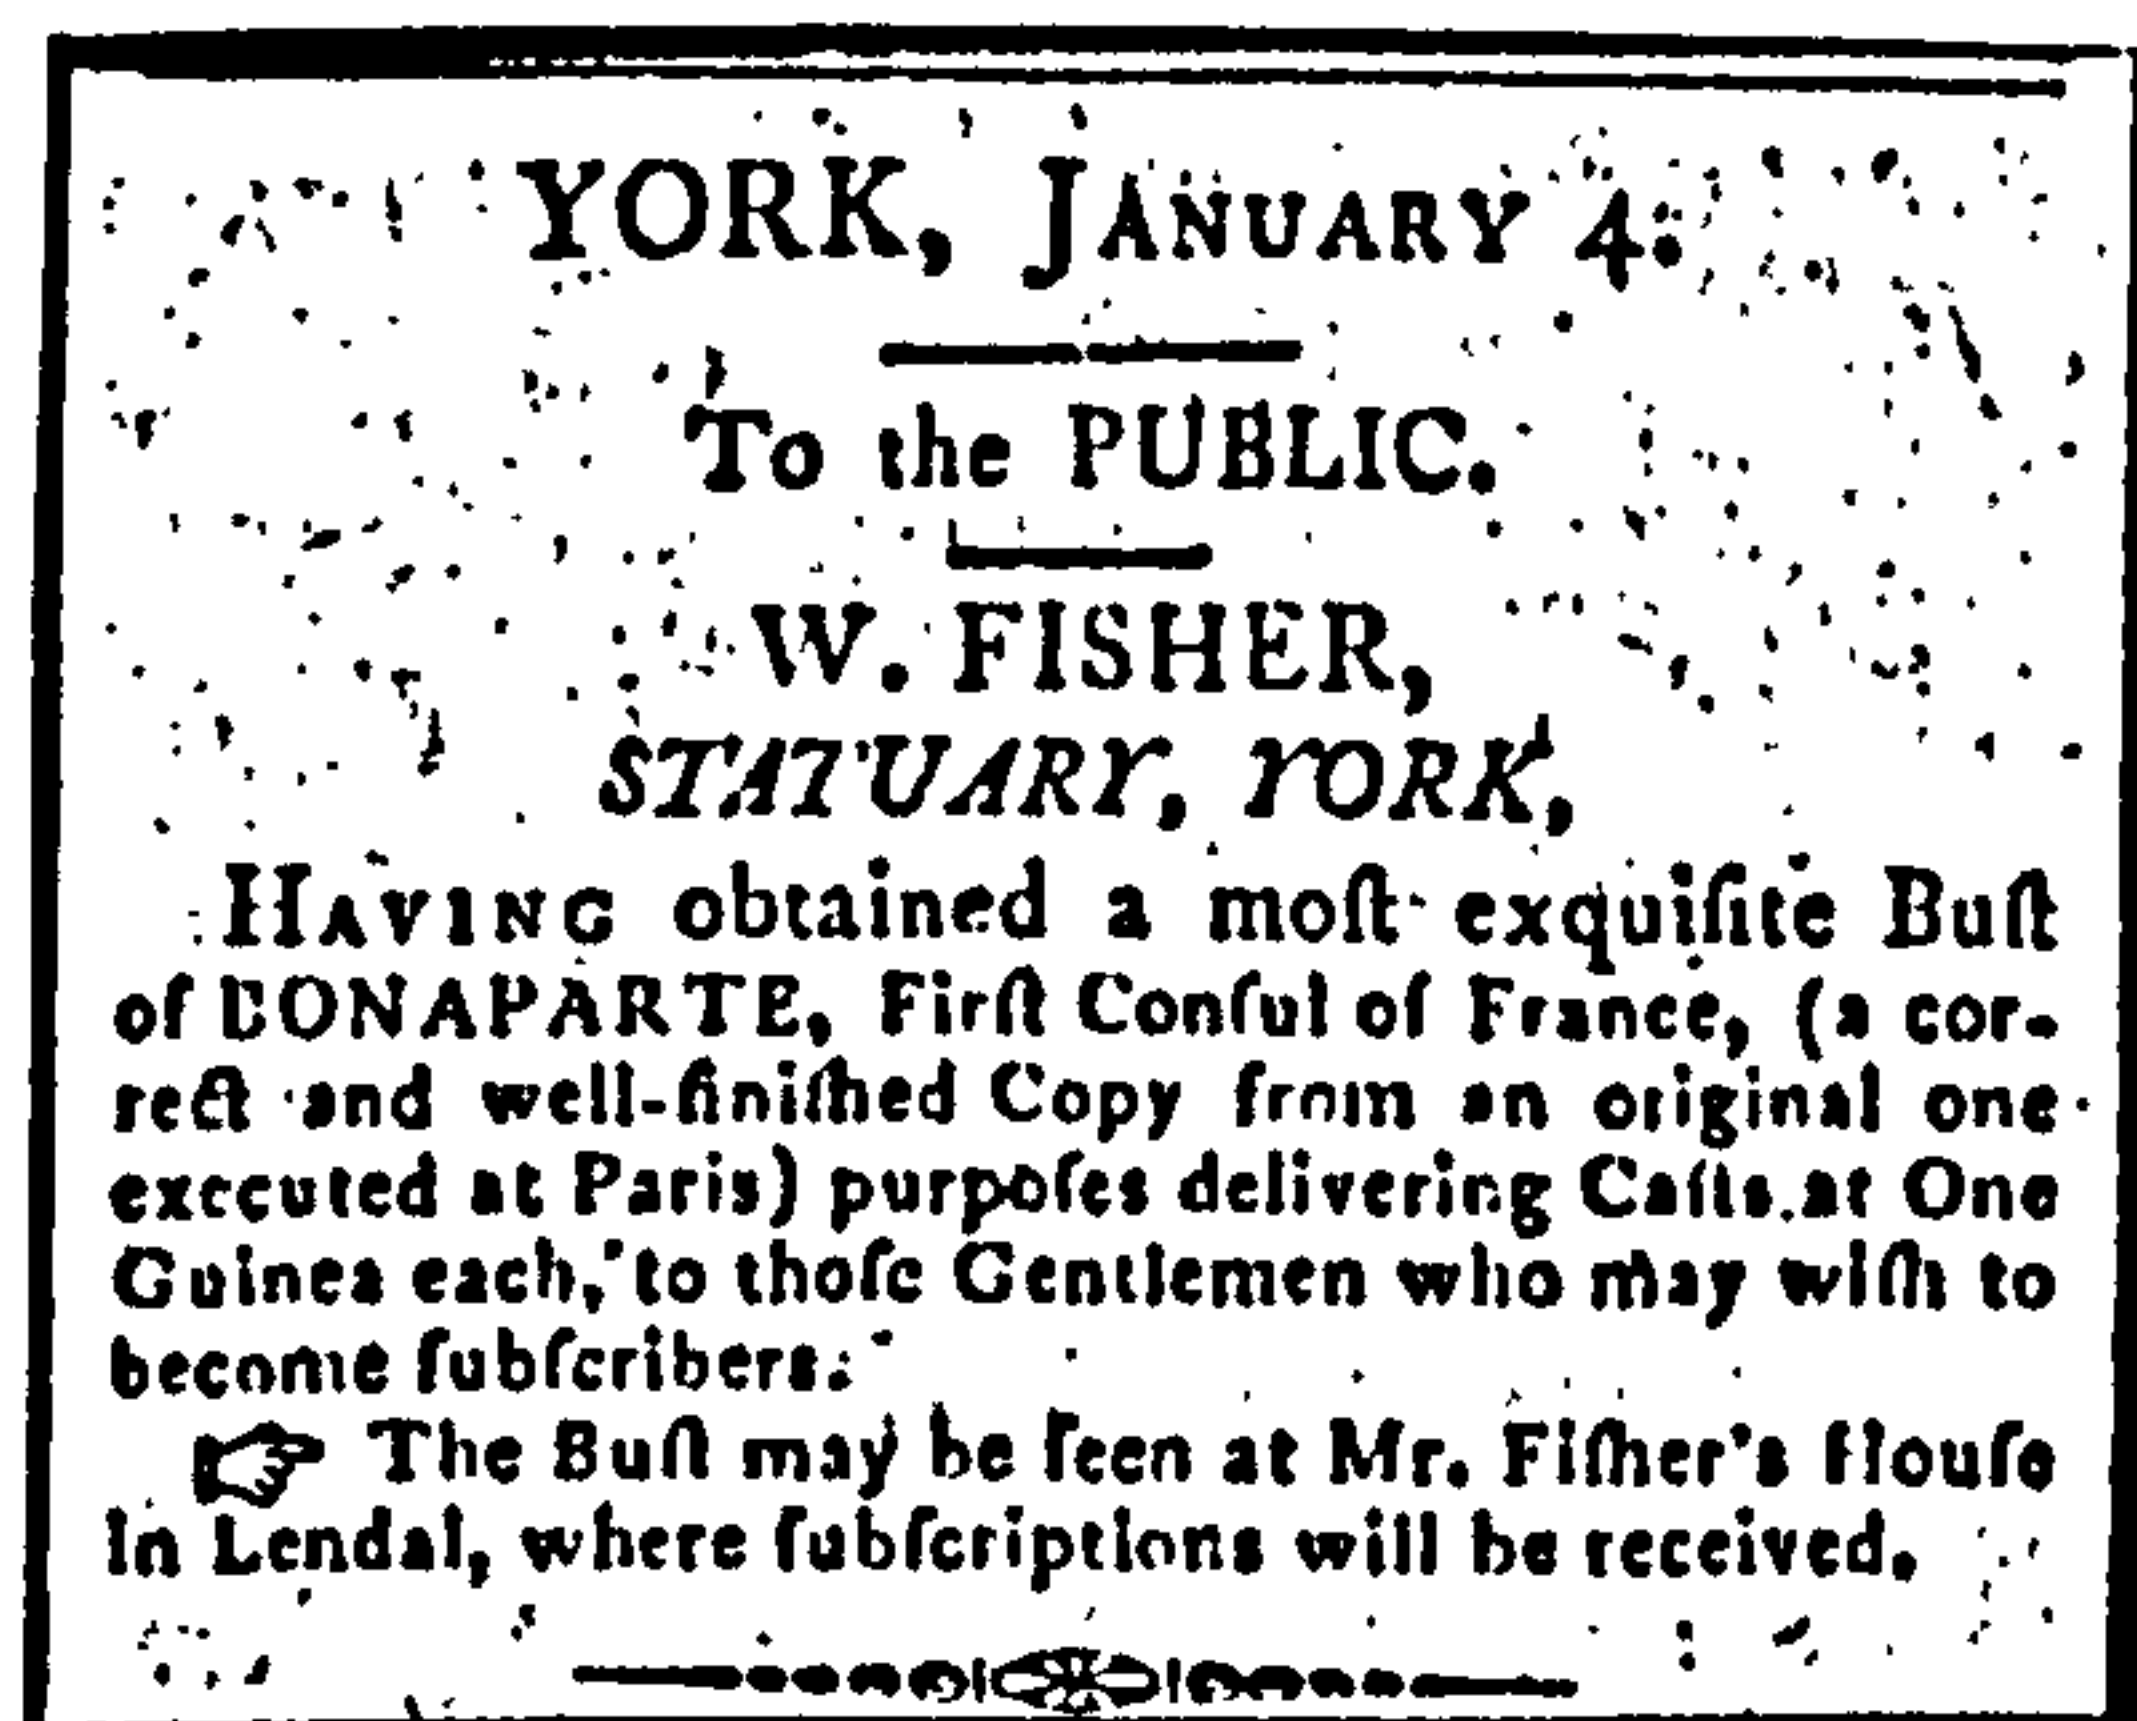 YORK, JANUARY 4.
To the PUBLIC.
W. FISHER,
STATUARY, YORK,
HAVING obtained a moſt exquiſite Buſt
of BONAPARTE, Firſt Conſul of France, (a cor-
rect and well-finiſhed Copy from an original one
executed at Paris) purpoſes delivering Caſts at One
Guinea each, to thoſe Gentlemen who may wiſh to
become ſubſcribers.
☞ The Buſt may be ſeen at Mr. Fiſher's Houſe
in Lendal, where ſubſcriptions will be received.